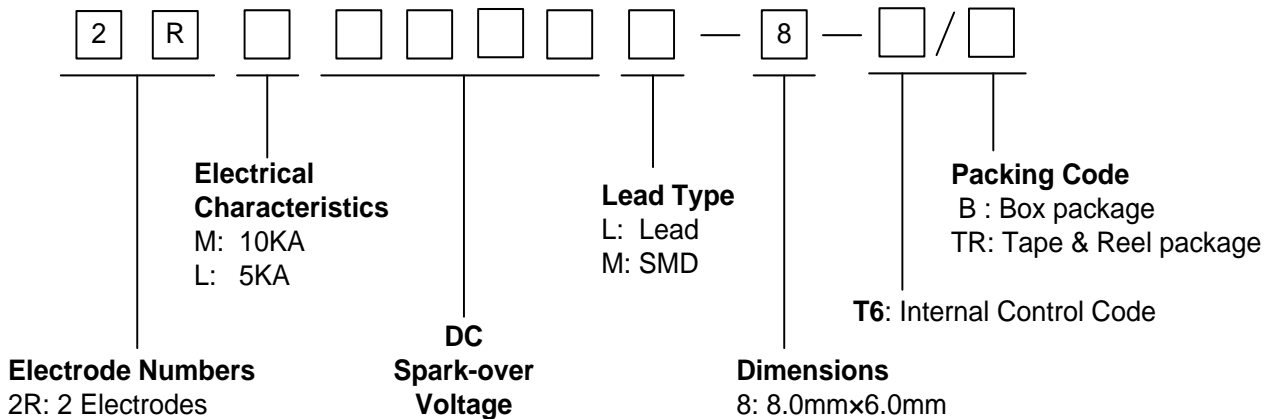 2 R — 8 — /
Electrical
Characteristics
M: 10KA
L: 5KA
Lead Type
L: Lead
M: SMD
Packing Code
B : Box package
TR: Tape & Reel package
T6: Internal Control Code
Electrode Numbers
2R: 2 Electrodes
DC
Spark-over
Voltage
Dimensions
8: 8.0mm×6.0mm